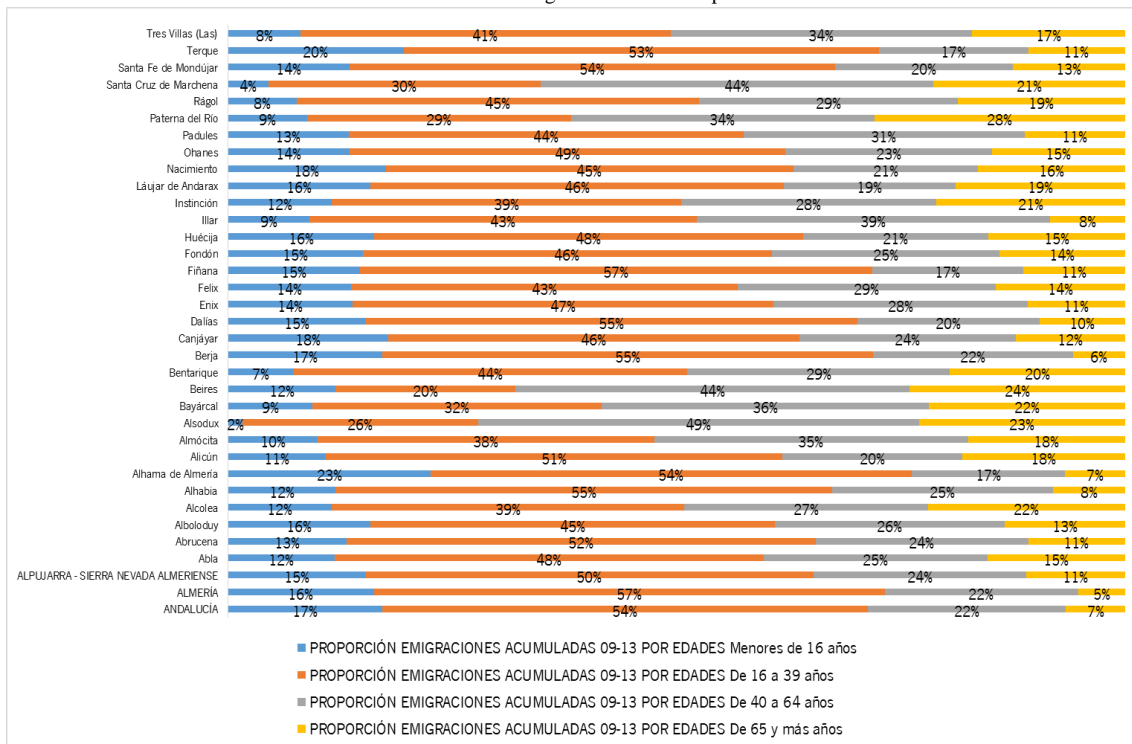 Tres Villas (Las) 8% 41% 34% 17%
Terque 20% 53% 17% 11%
Santa Fe de Mondújar 14% 54% 20% 13%
Santa Cruz de Marchena 4% 30% 44% 21%
Rágol 8% 45% 29% 19%
Paterna del Río 9% 29% 34% 28%
Padules 13% 44% 31% 11%
Ohanes 14% 49% 23% 15%
Nacimiento 18% 45% 21% 16%
Láujar de Andarax 16% 46% 19% 19%
Instinción 12% 39% 28% 21%
Illar 9% 43% 39% 8%
Huécija 16% 48% 21% 15%
Fondón 15% 46% 25% 14%
Fiñana 15% 57% 17% 11%
Felix 14% 43% 29% 14%
Enix 14% 47% 28% 11%
Dalías 15% 55% 20% 10%
Canjáyar 18% 46% 24% 12%
Berja 17% 55% 22% 6%
Bentarique 7% 44% 29% 20%
Beires 12% 20% 44% 24%
Bayárcal 9% 32% 36% 22%
Alsodux 2% 26% 49% 23%
Almócita 10% 38% 35% 18%
Alicún 11% 51% 20% 18%
Alhama de Almería 23% 54% 17% 7%
Alhabia 12% 55% 25% 8%
Alcolea 12% 39% 27% 22%
Alboloduy 16% 45% 26% 13%
Abrucena 13% 52% 24% 11%
Abla 12% 48% 25% 15%
ALPUJARRA - SIERRA NEVADA ALMERIENSE 15% 50% 24% 11%
ALMERÍA 16% 57% 22% 5%
ANDALUCÍA 17% 54% 22% 7%
PROPORCIÓN EMIGRACIONES ACUMULADAS 09-13 POR EDADES Menores de 16 años
PROPORCIÓN EMIGRACIONES ACUMULADAS 09-13 POR EDADES De 16 a 39 años
PROPORCIÓN EMIGRACIONES ACUMULADAS 09-13 POR EDADES De 40 a 64 años
PROPORCIÓN EMIGRACIONES ACUMULADAS 09-13 POR EDADES De 65 y más años